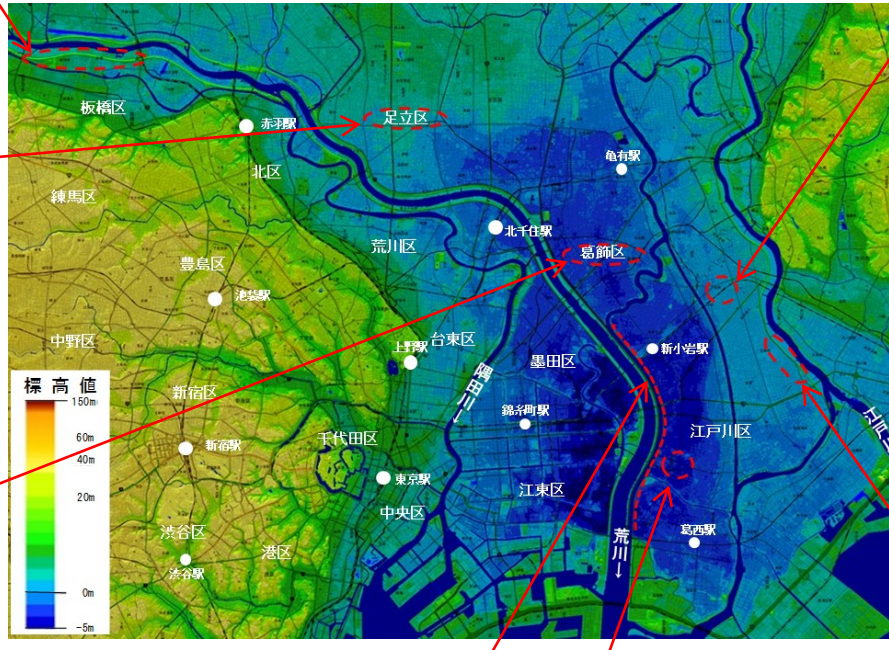 板橋区
赤羽駅
足立区
北区
亀有駅
練馬区
北千住駅
荒川区
葛飾区
豊島区
池袋駅
中野区
上野駅
台東区
隅田川→
墨田区
新小岩駅
標高値
150m
60m
40m
20m
0m
-5m
新宿区
新宿駅
千代田区
錦糸町駅
江戸川区
東京駅
江東区
中央区
渋谷区
渋谷駅
港区
荒川→
葛西駅